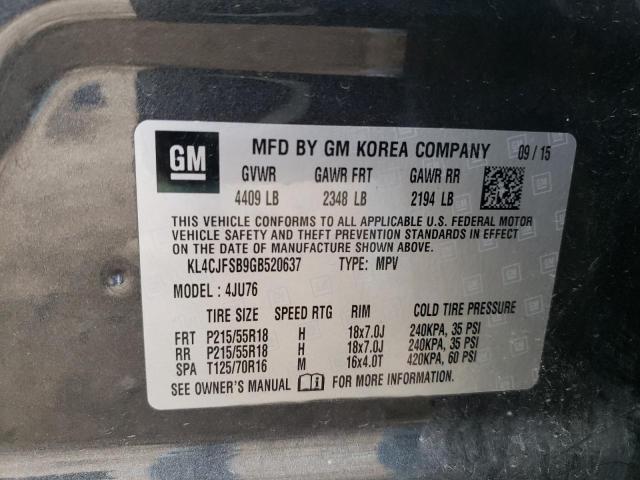 GM MFD BY GM KOREA COMPANY 09/15
GVWR GAWR FRT GAWR RR
4409 LB 2348 LB 2194 LB
THIS VEHICLE CONFORMS TO ALL APPLICABLE U.S. FEDERAL MOTOR
VEHICLE SAFETY AND THEFT PREVENTION STANDARDS IN EFFECT
ON THE DATE OF MANUFACTURE SHOWN ABOVE.
KL4CJFSB9GB520637 TYPE: MPV
MODEL : 4JU76
TIRE SIZE SPEED RTG RIM COLD TIRE PRESSURE
FRT P215/55R18 H 18x7.0J 240KPA, 35 PSI
RR P215/55R18 H 18x7.0J 240KPA, 35 PSI
SPA T125/70R16 M 16x4.0T 420KPA, 60 PSI
SEE OWNER'S MANUAL FOR MORE INFORMATION.